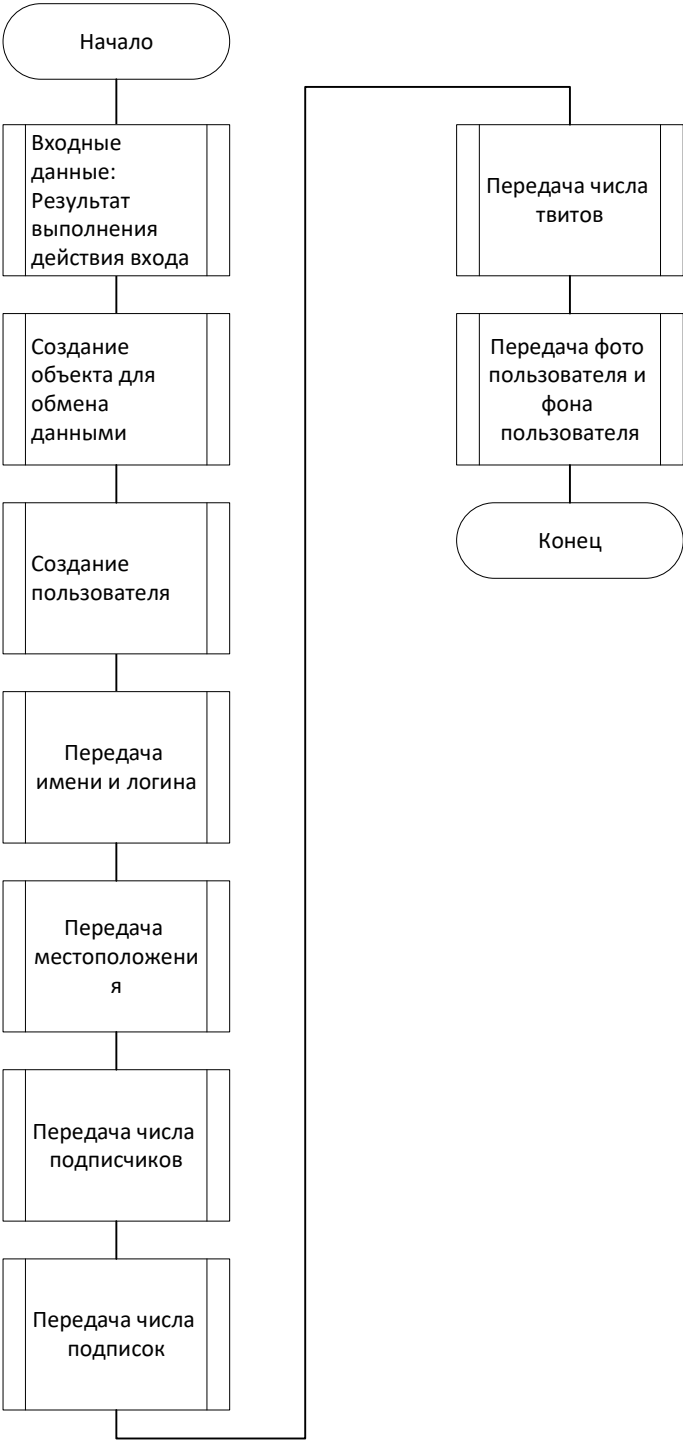 Начало
Входные
данные:
Результат
выполнения
действия входа
Создание
объекта для
обмена
данными
Создание
пользователя
Передача
имени и логина
Передача
местоположени
я
Передача числа
подписчиков
Передача числа
подписок
Передача числа
твитов
Передача фото
пользователя и
фона
пользователя
Конец